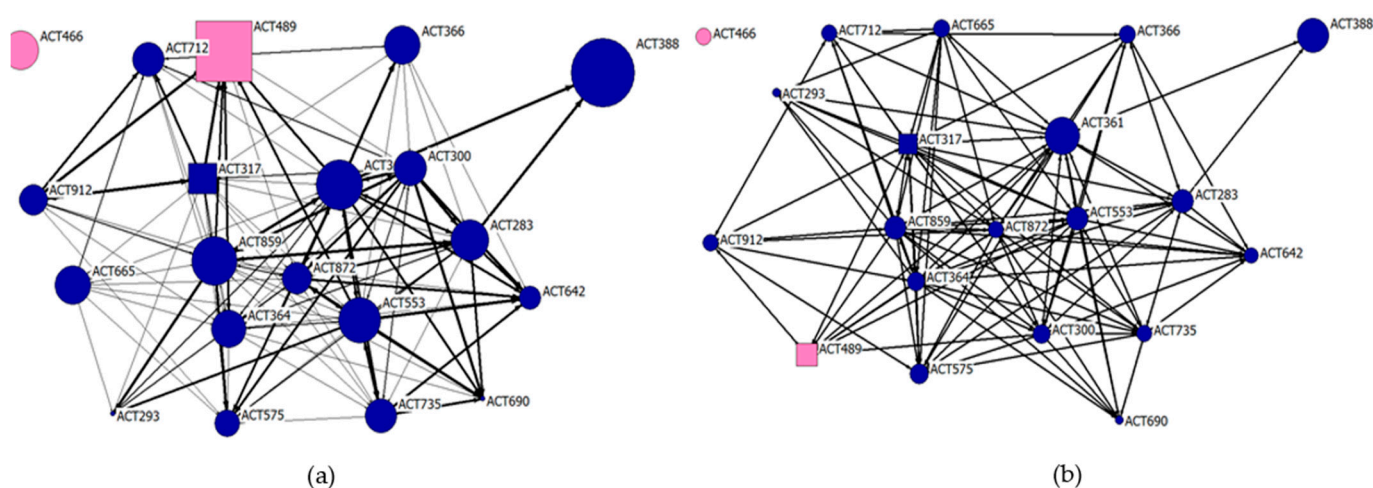 ACT466
ACT489
ACT712
ACT366
ACT388
ACT317
ACT3
ACT300
ACT912
ACT283
ACT859
ACT872
ACT665
ACT642
ACT364
ACT553
ACT293
ACT575
ACT735
ACT690
(a)
ACT466
ACT712
ACT665
ACT366
ACT388
ACT293
ACT317
ACT361
ACT283
ACT859
ACT872
ACT553
ACT912
ACT642
ACT364
ACT489
ACT300
ACT735
ACT575
ACT690
(b)